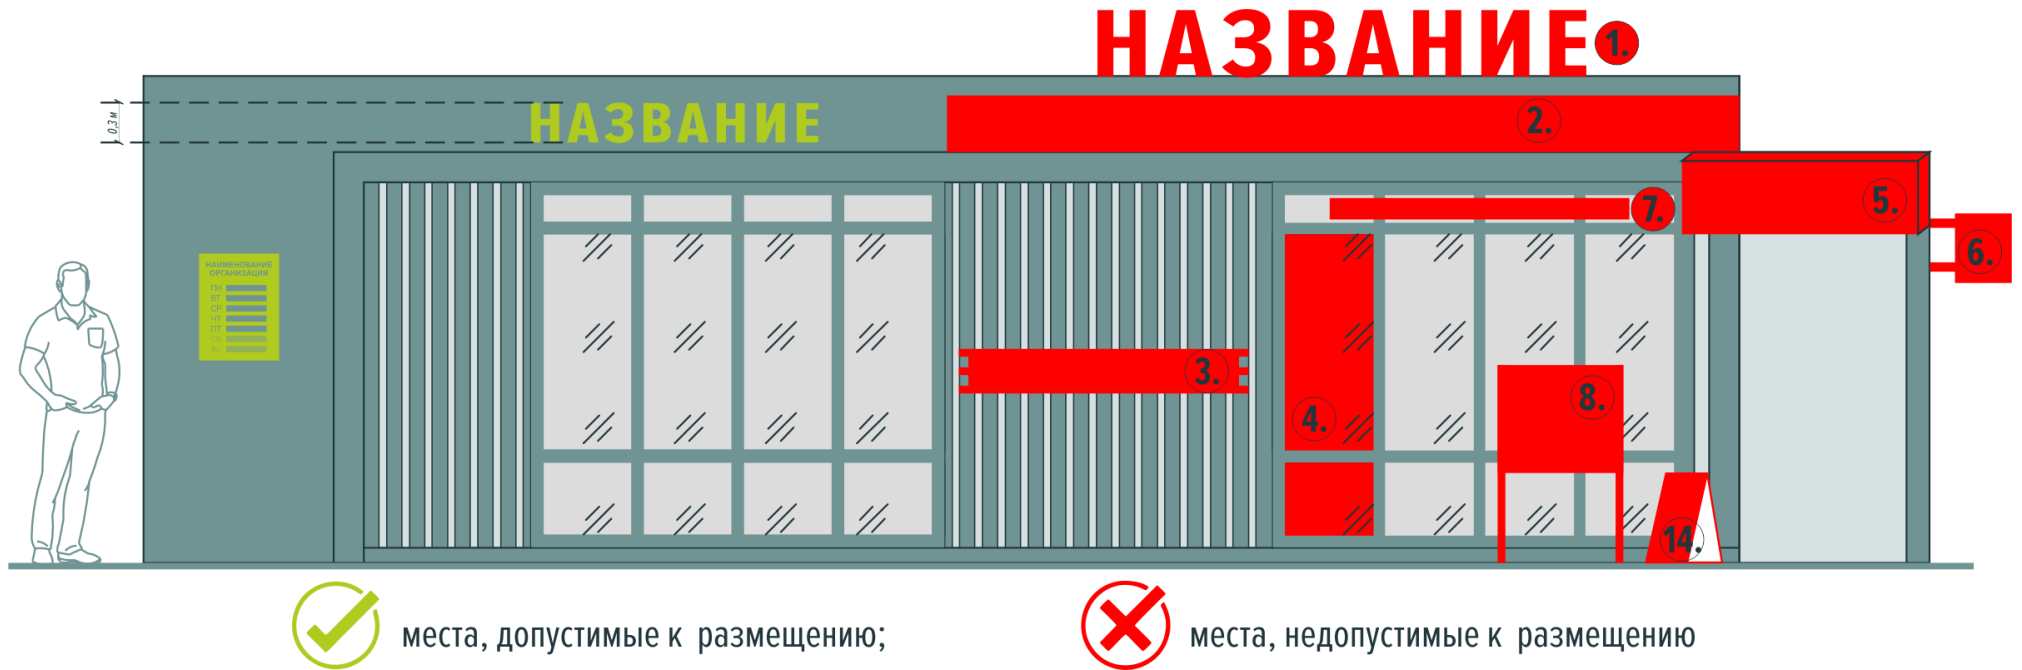 НАЗВАНИЕ 1.
0,3 м
НАЗВАНИЕ
2.
НАИМЕНОВАНИЕ
ОРГАНИЗАЦИИ
ПН
ВТ
СР
ЧТ
ПТ
СБ
ВС
3.
4.
5.
6.
7.
8.
14.
места, допустимые к размещению;
места, недопустимые к размещению